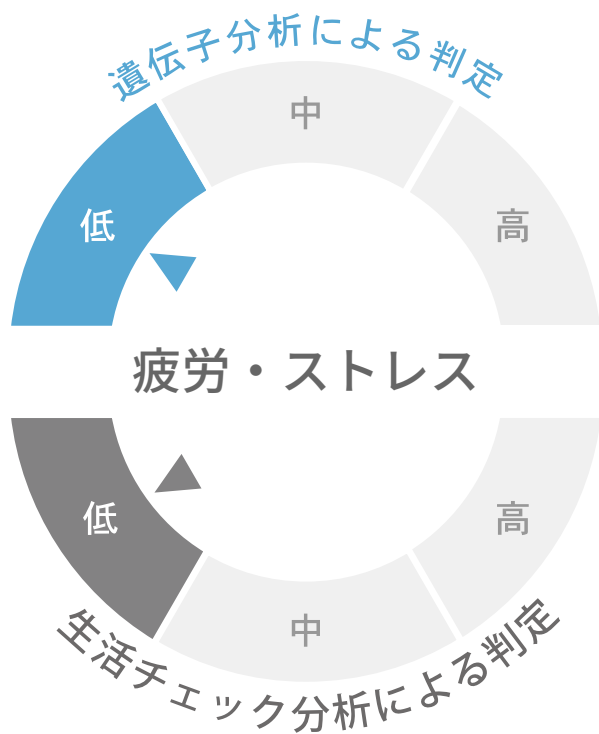 遺伝子分析による判定
中
低
高
疲労・ストレス
低
高
中
生活チェック分析による判定